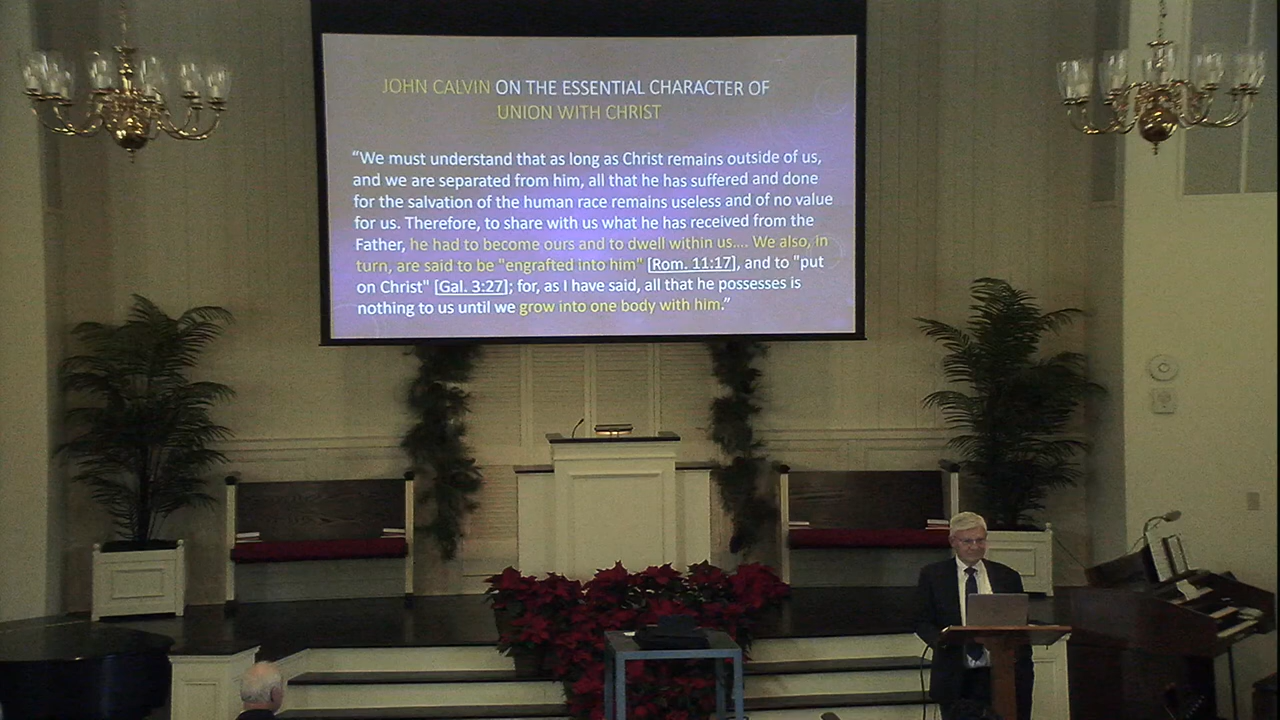 JOHN CALVIN ON THE ESSENTIAL CHARACTER OF
UNION WITH CHRIST
“We must understand that as long as Christ remains outside of us,
and we are separated from him, all that he has suffered and done
for the salvation of the human race remains useless and of no value
for us. Therefore, to share with us what he has received from the
Father, he had to become ours and to dwell within us.... We also, in
turn, are said to be "engrafted into him" [Rom. 11:17], and to "put
on Christ" [Gal. 3:27]; for, as I have said, all that he possesses is
nothing to us until we grow into one body with him.”